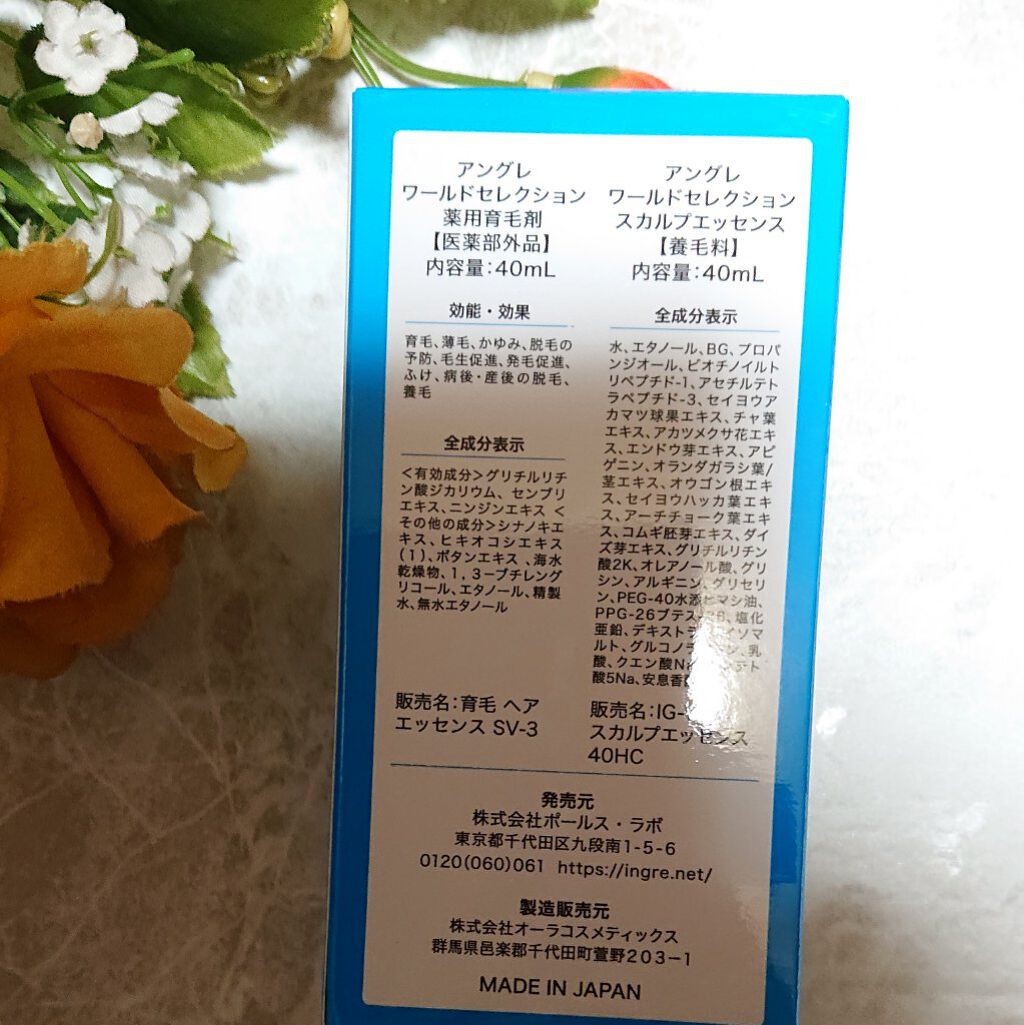 アングレ
ワールドセレクション
薬用育毛剤
【医薬部外品】
内容量:40mL
効能・効果
育毛、薄毛、かゆみ、脱毛の
予防、毛生促進、発毛促進、
ふけ、病後・産後の脱毛、
養毛
全成分表示
<有効成分>グリチルリチ
ン酸ジカリウム、センブリ
エキス、ニンジンエキス <
その他の成分>シナノキエ
キス、ヒキオコシエキス
(1)、ボタンエキス 、海水
乾燥物、1, 3-ブチレング
リコール、エタノール、精製
水、無水エタノール
販売名:育毛 ヘア
エッセンス SV-3
アングレ
ワールドセレクション
スカルプエッセンス
【養毛料】
内容量:40mL
全成分表示
水、エタノール、BG、プロパ
ンジオール、ビオチノイルト
リペプチド-1、アセチルテト
ラペプチド-3、セイヨウア
カマツ球果エキス、チャ葉
エキス、アカツメクサ花エキ
ス、エンドウ芽エキス、アピ
ゲニン、オランダガラシ葉/
茎エキス、オウゴン根エキ
ス、セイヨウハッカ葉エキ
ス、アーチチョーク葉エキ
ス、コムギ胚芽エキス、ダイ
ズ芽エキス、グリチルリチン
酸2K、オレアノール酸、グリ
シン、アルギニン、グリセリ
ン、PEG-40水添ヒマシ油、
PPG-26ブテス-26、塩化
亜鉛、デキストラン、イソマ
ルト、グルコノラクトン、乳
酸、クエン酸Na、
酸5Na、安息香
販売名:IG-
スカルプエッセンス
40HC
発売元
株式会社ポールス・ラボ
東京都千代田区九段南1-5-6
0120(060)061 https://ingre.net/
製造販売元
株式会社オーラコスメティックス
群馬県邑楽郡千代田町萱野203-1
MADE IN JAPAN